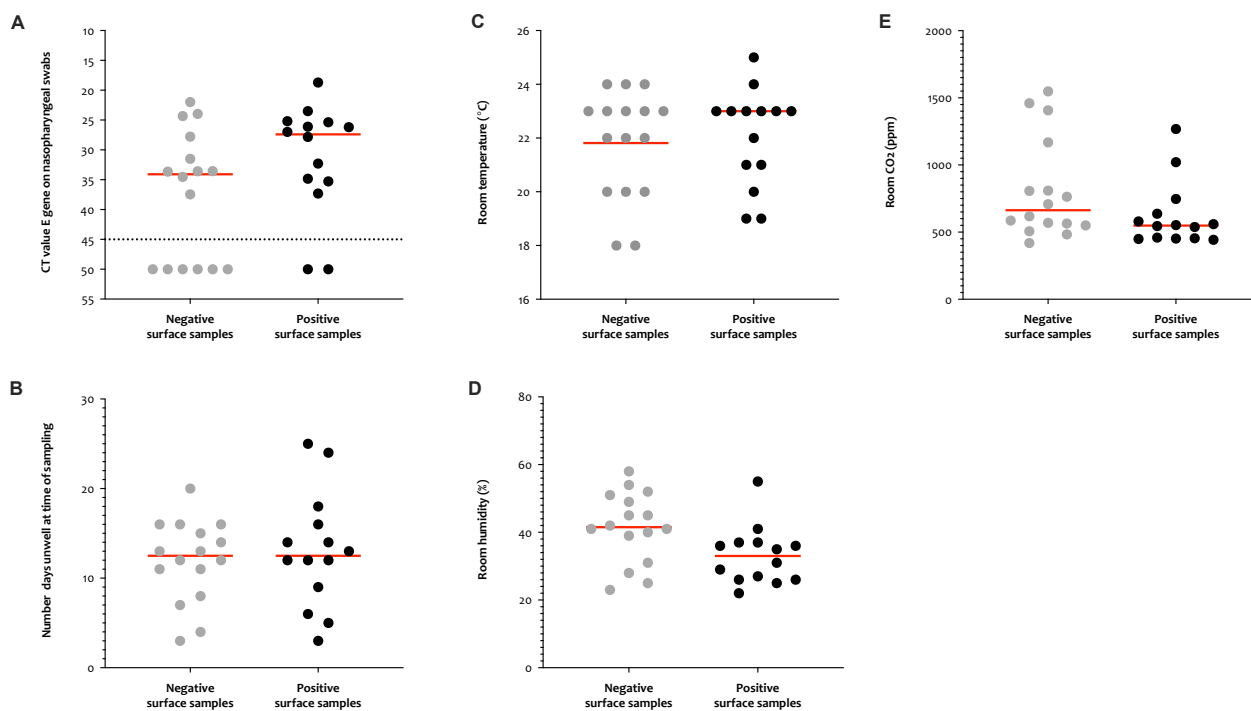 A
CT value E gene on nasopharyngeal swabs
10
10
15
20
25
30
35
40
45
45
50
55
Negative
surface samples
Positive
surface samples
C
Room temperature (°C)
26
24
22
20
18
16
Negative
surface samples
Positive
surface samples
E
Room CO2 (ppm)
2000
1500
1000
500
0
Negative
surface samples
Positive
surface samples
B
Number days unwell at time of sampling
30
20
10
0
Negative
surface samples
Positive
surface samples
D
Room humidity (%)
80
60
40
20
0
Negative
surface samples
Positive
surface samples